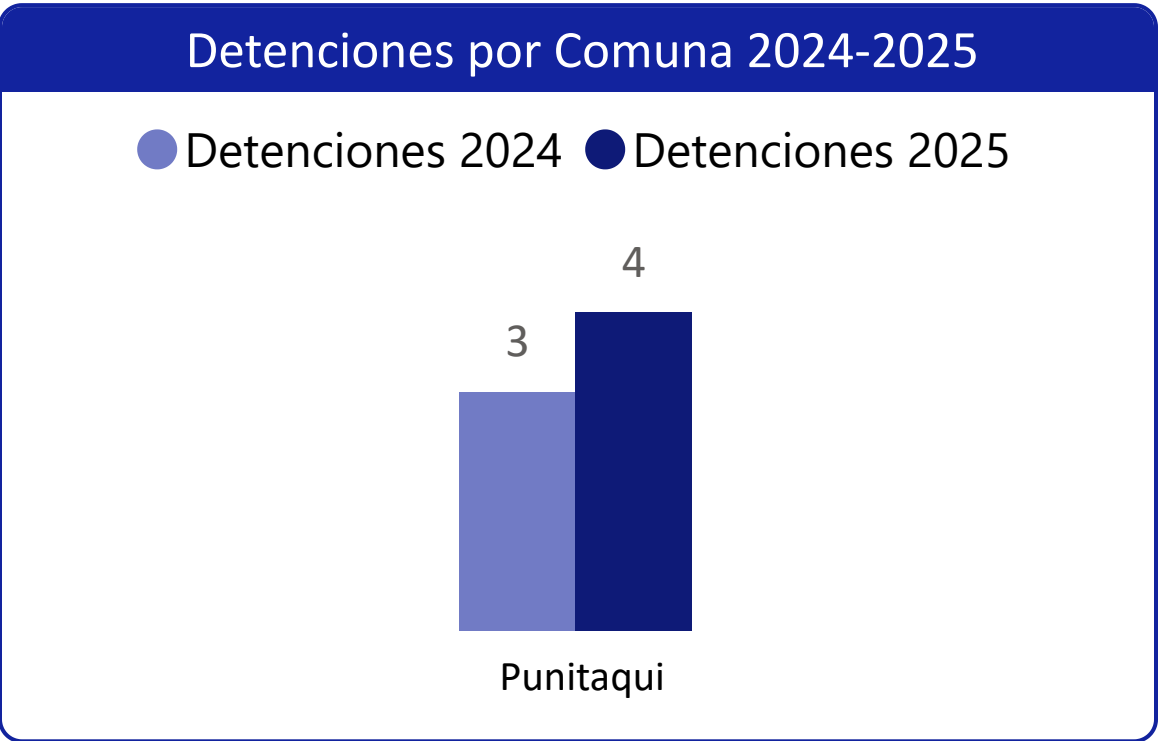 Detenciones por Comuna 2024-2025
Detenciones 2024 Detenciones 2025
4
3
Punitaqui